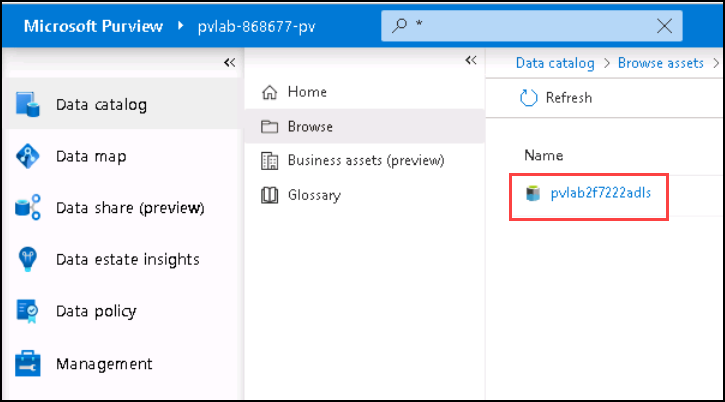 Microsoft Purview
pvlab-868677-pv
*
Data catalog
Data map
Data share (preview)
Data estate insights
Data policy
Management
Home
Browse
Business assets (preview)
Glossary
Data catalog > Browse assets >
Refresh
Name
pvlab2f7222adls